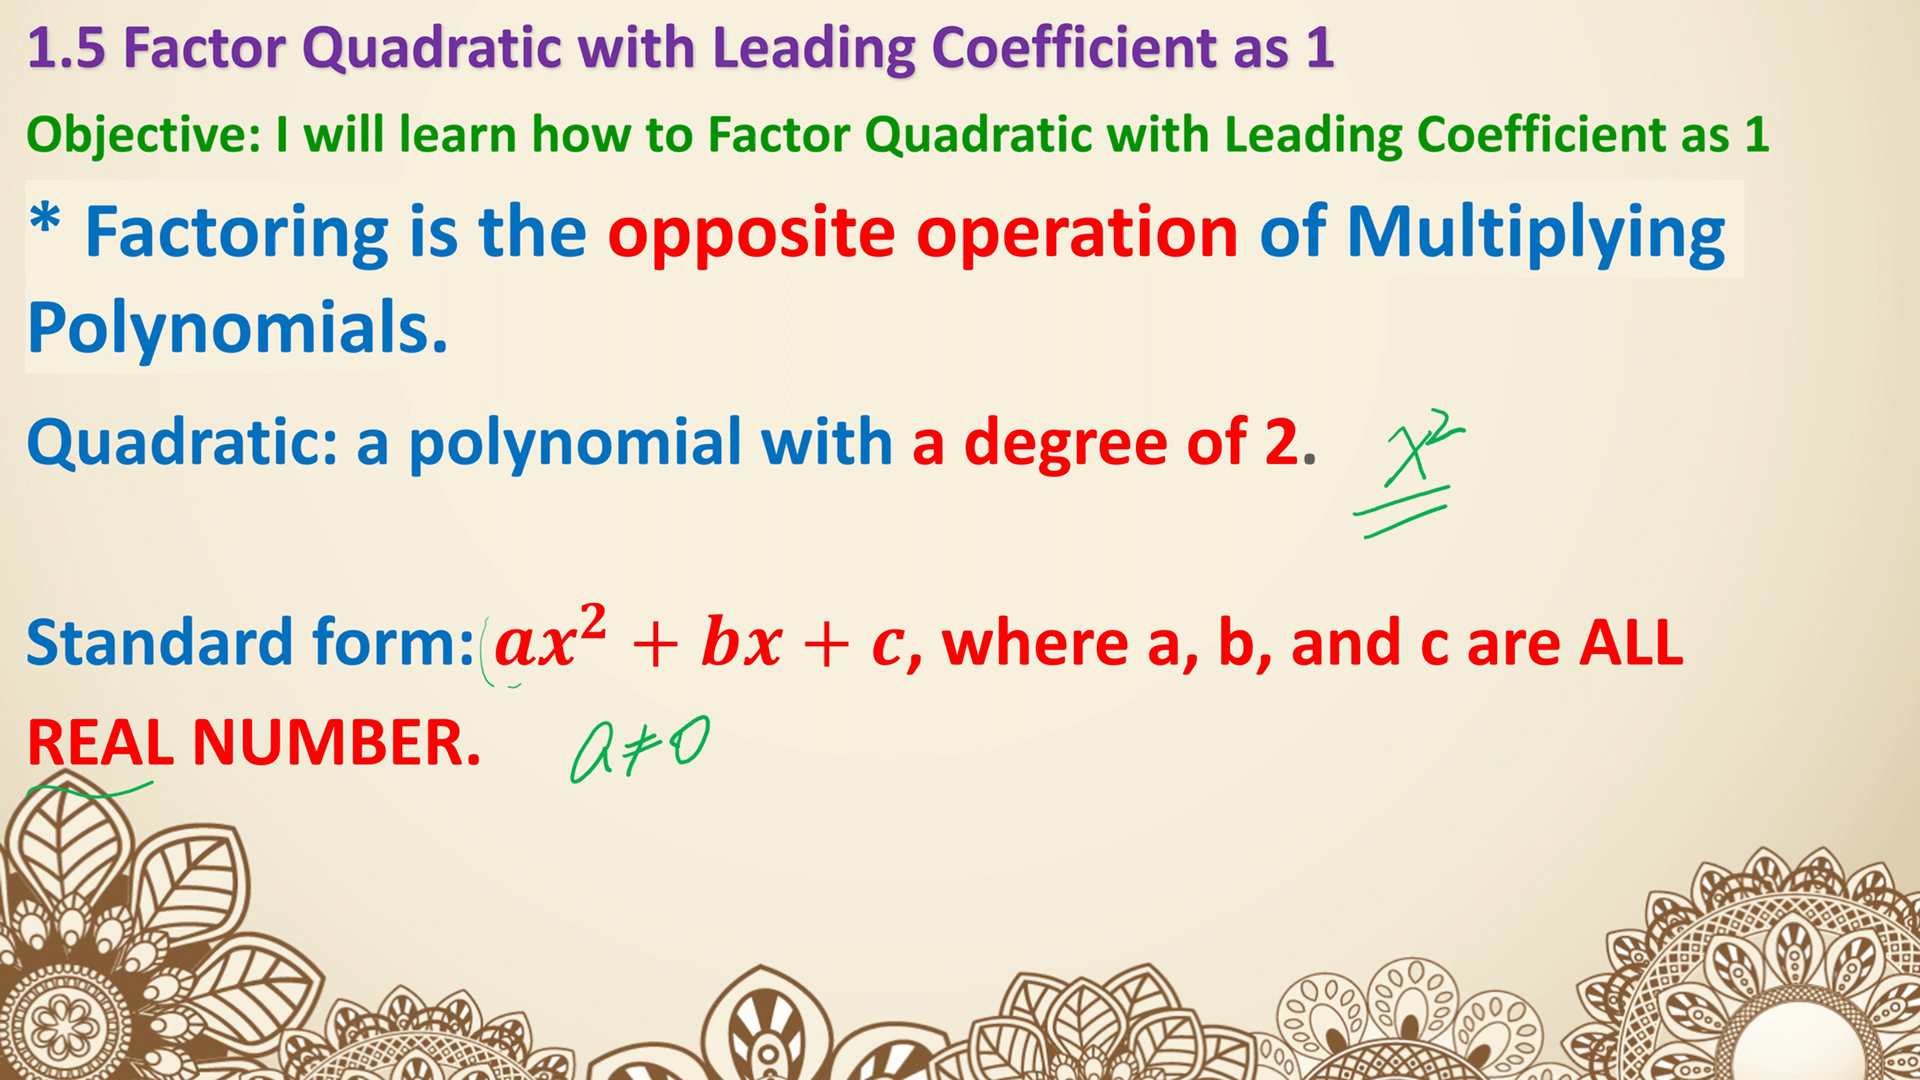 1.5 Factor Quadratic with Leading Coefficient as 1
Objective: I will learn how to Factor Quadratic with Leading Coefficient as 1
* Factoring is the opposite operation of Multiplying
Polynomials.
Quadratic: a polynomial with a degree of 2. x²
Standard form: ax² + bx + c, where a, b, and c are ALL
REAL NUMBER. a≠0